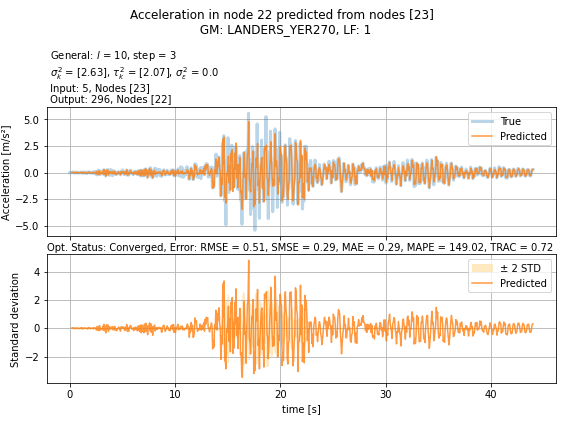 Acceleration in node 22 predicted from nodes [23]
GM: LANDERS_YER270, LF: 1
General: l = 10, step = 3
σ_k² = [2.63], τ_k² = [2.07], σ_ε² = 0.0
Input: 5, Nodes [23]
Output: 296, Nodes [22]
5.0
2.5
0.0
−2.5
−5.0
Acceleration [m/s²]
True
Predicted
Opt. Status: Converged, Error: RMSE = 0.51, SMSE = 0.29, MAE = 0.29, MAPE = 149.02, TRAC = 0.72
4
2
0
−2
Standard deviation
± 2 STD
Predicted
0 10 20 30 40
time [s]